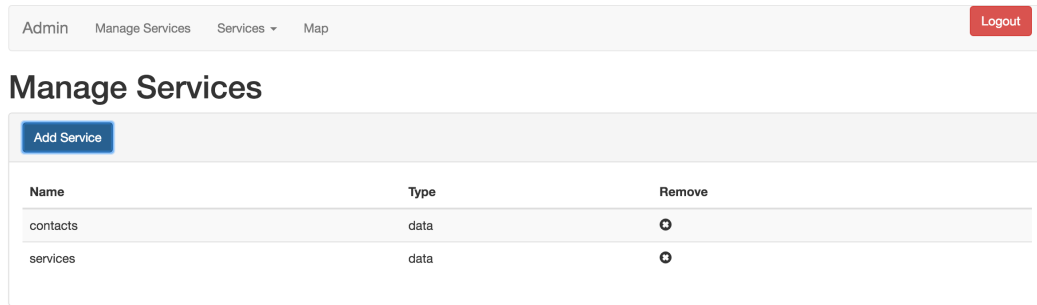 Admin Manage Services Services Map Logout
Manage Services
Add Service
Name Type Remove
contacts data
services data